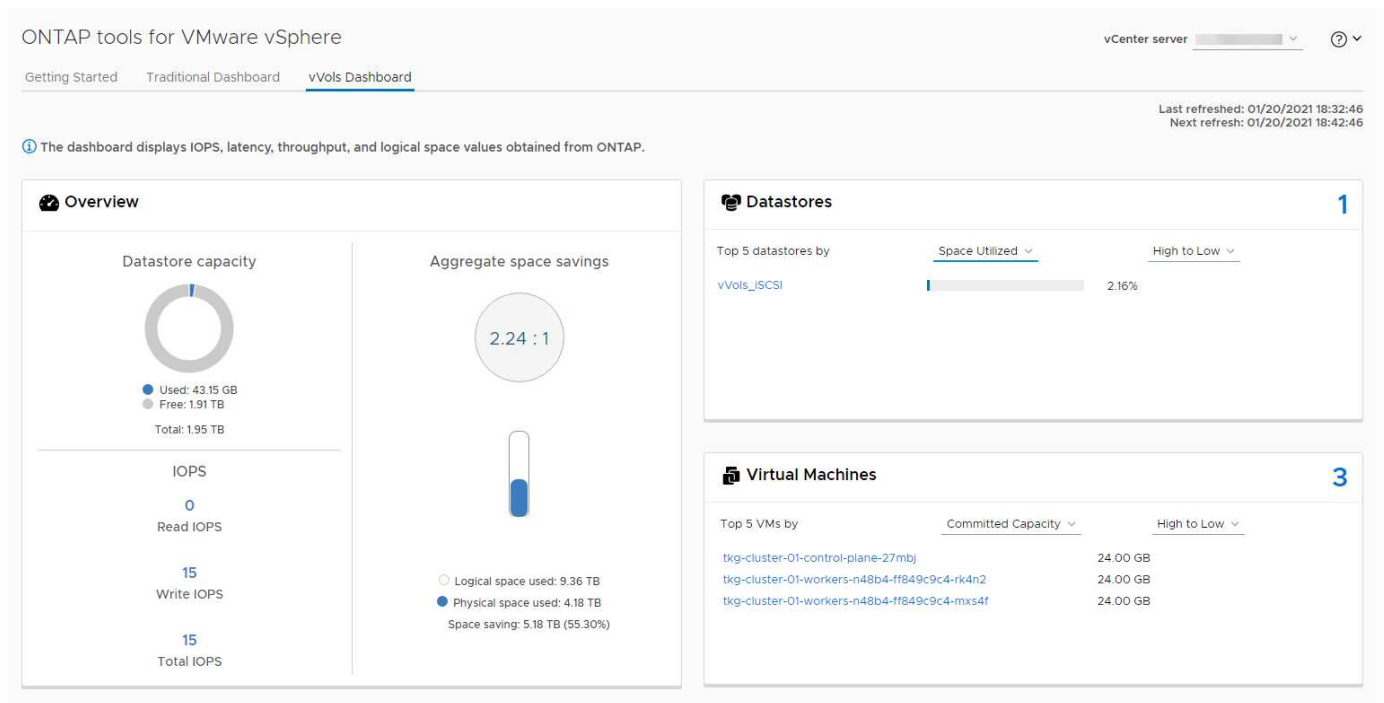 ONTAP tools for VMware vSphere
vCenter server
Getting Started Traditional Dashboard vVols Dashboard
Last refreshed: 01/20/2021 18:32:46
Next refresh: 01/20/2021 18:42:46
The dashboard displays IOPS, latency, throughput, and logical space values obtained from ONTAP.
Overview
Datastore capacity
Used: 43.15 GB
Free: 1.91 TB
Total: 1.95 TB
IOPS
0
Read IOPS
15
Write IOPS
15
Total IOPS
Aggregate space savings
2.24 : 1
Logical space used: 9.36 TB
Physical space used: 4.18 TB
Space saving: 5.18 TB (55.30%)
Datastores 1
Top 5 datastores by Space Utilized High to Low
vVols_iSCSI 2.16%
Virtual Machines 3
Top 5 VMs by Committed Capacity High to Low
tkg-cluster-01-control-plane-27mbj 24.00 GB
tkg-cluster-01-workers-n48b4-ff849c9c4-rk4n2 24.00 GB
tkg-cluster-01-workers-n48b4-ff849c9c4-mxs4f 24.00 GB